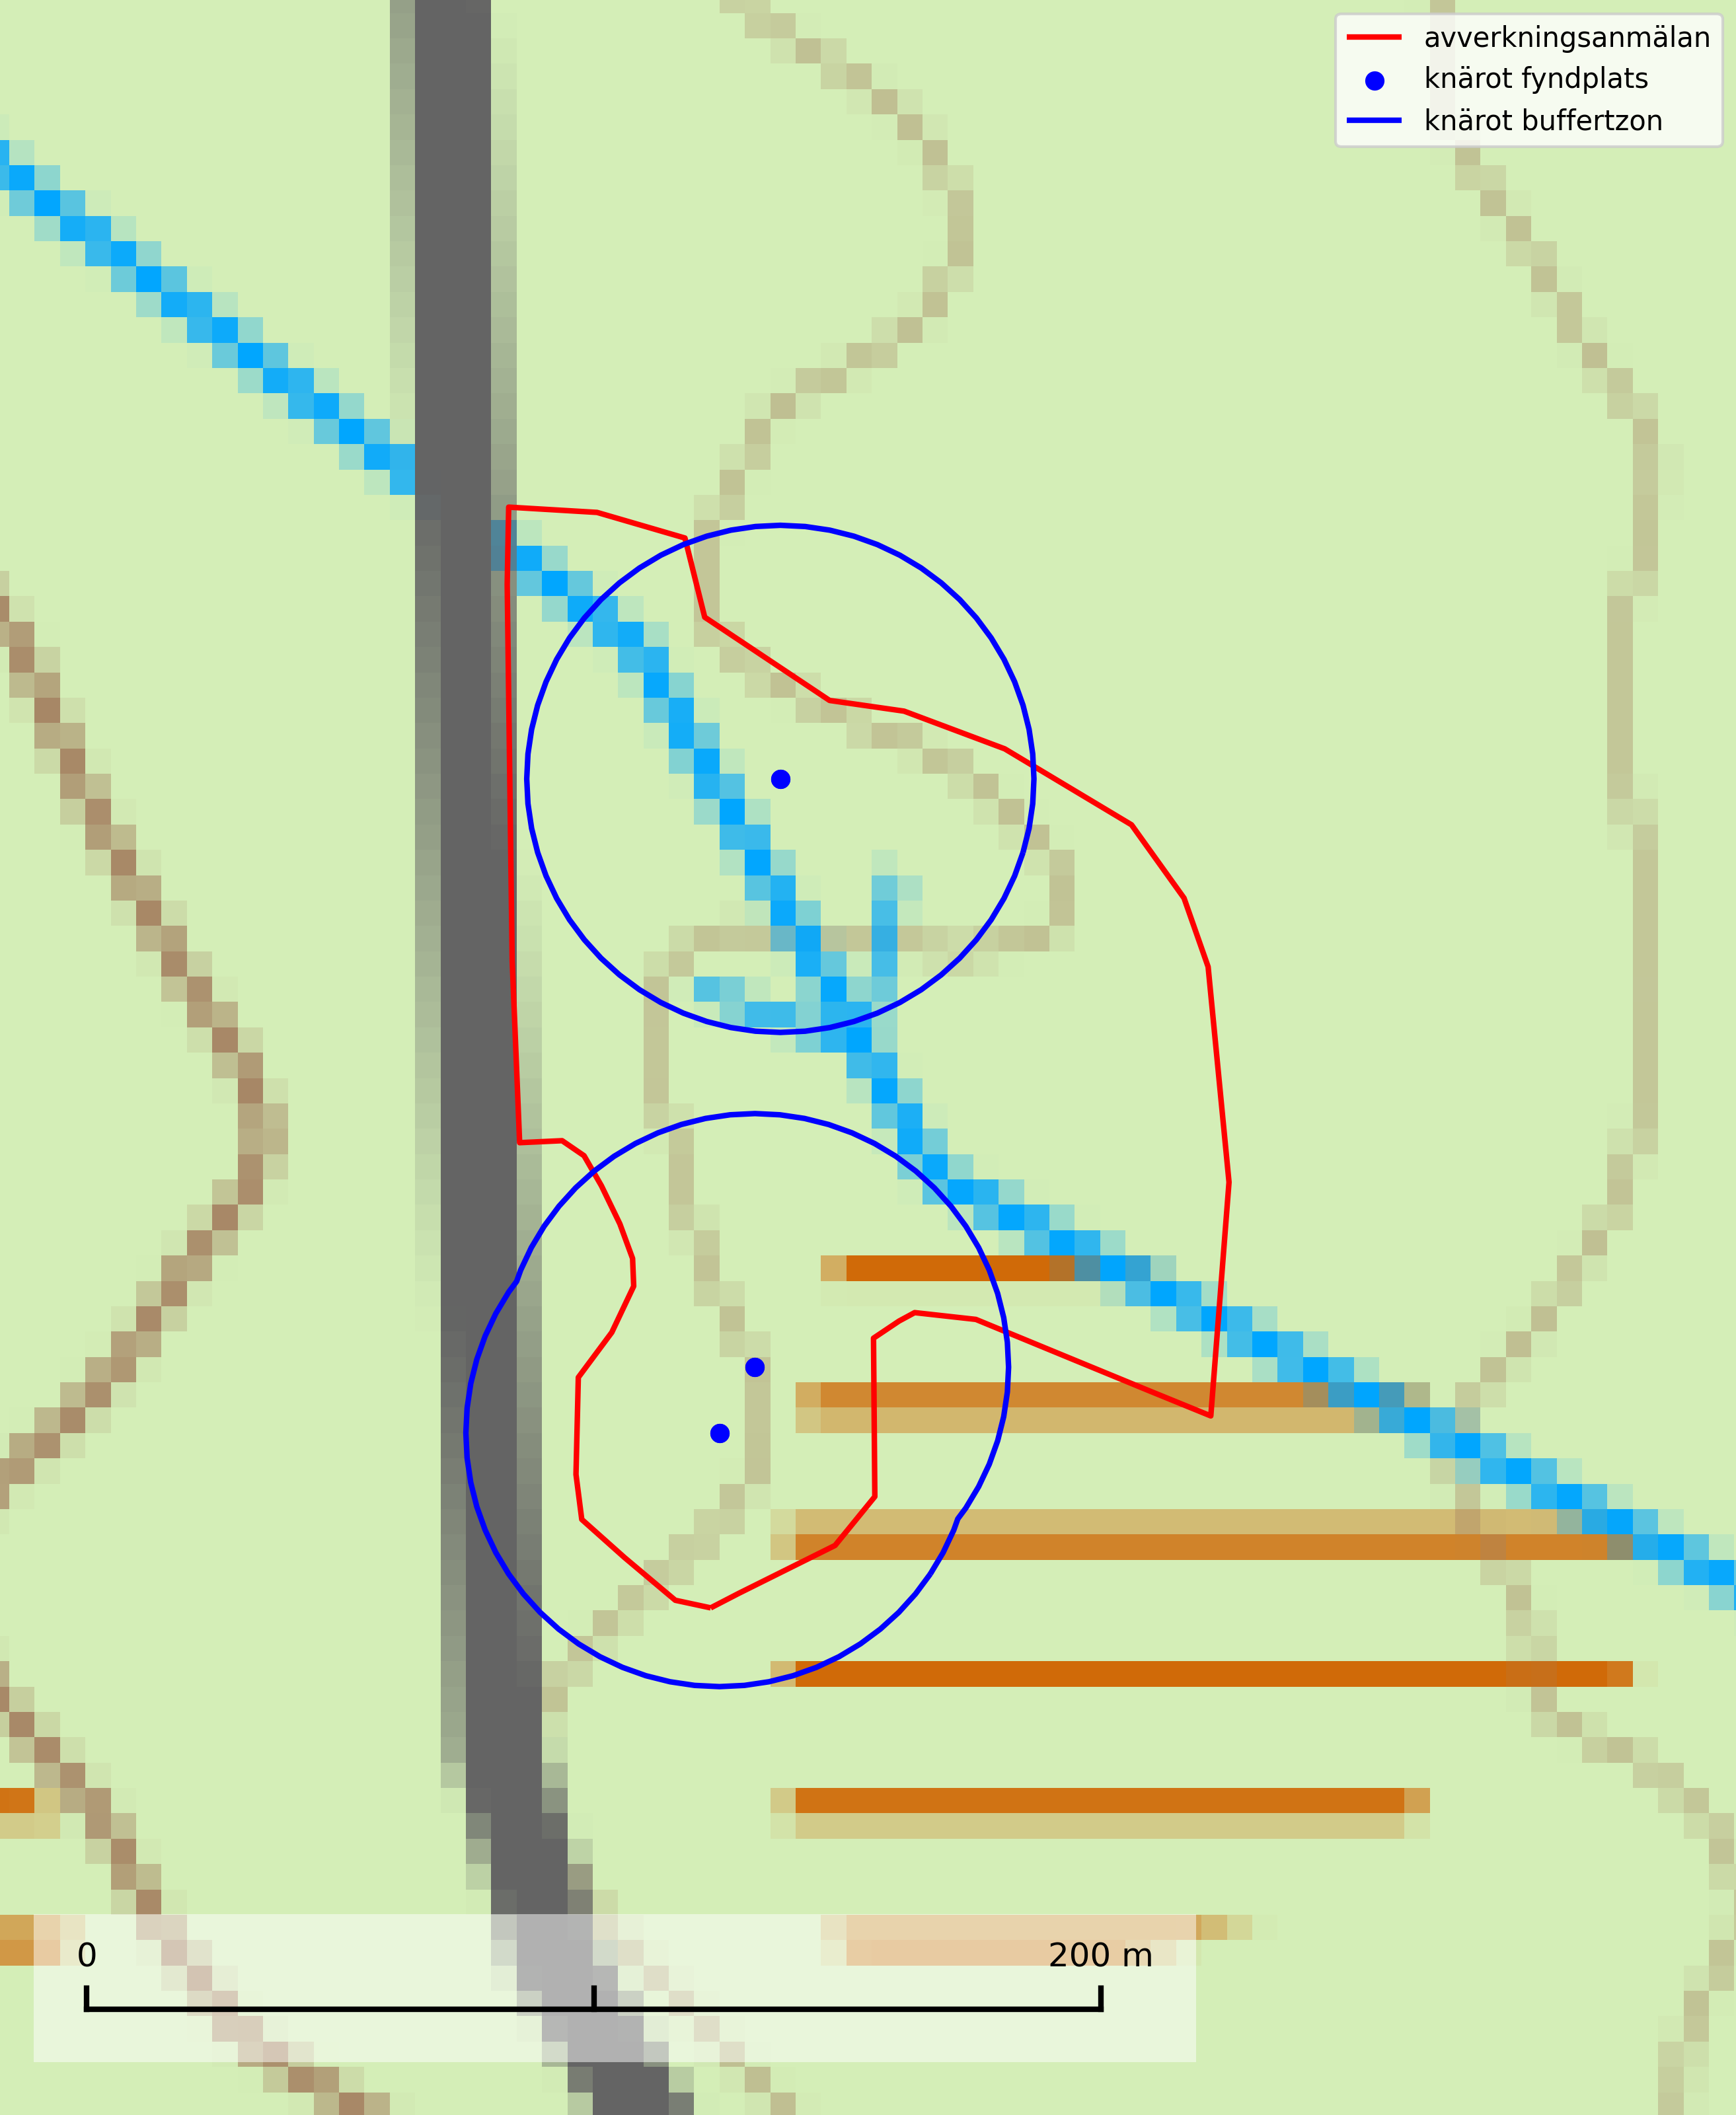 avverkningsanmälan
knärot fyndplats
knärot buffertzon
0 200 m